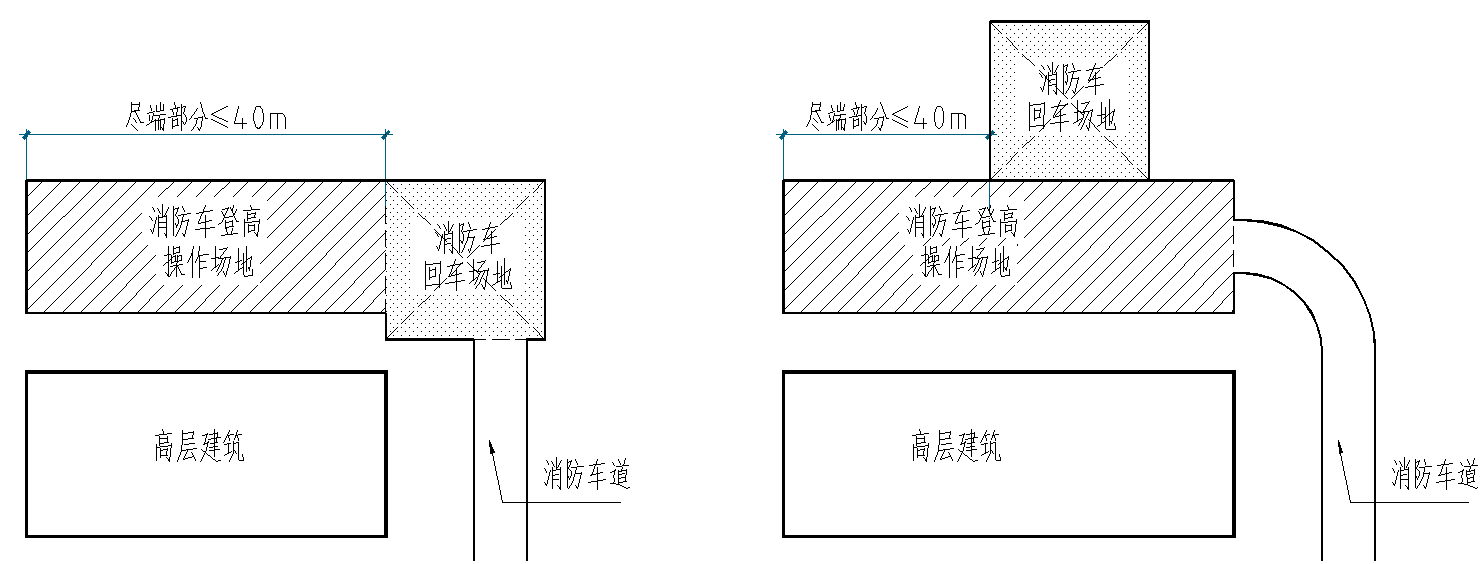 尽端部分≤40m
消防车登高
操作场地
消防车
回车场地
高层建筑
消防车道
消防车
回车场地
尽端部分≤40m
消防车登高
操作场地
高层建筑
消防车道